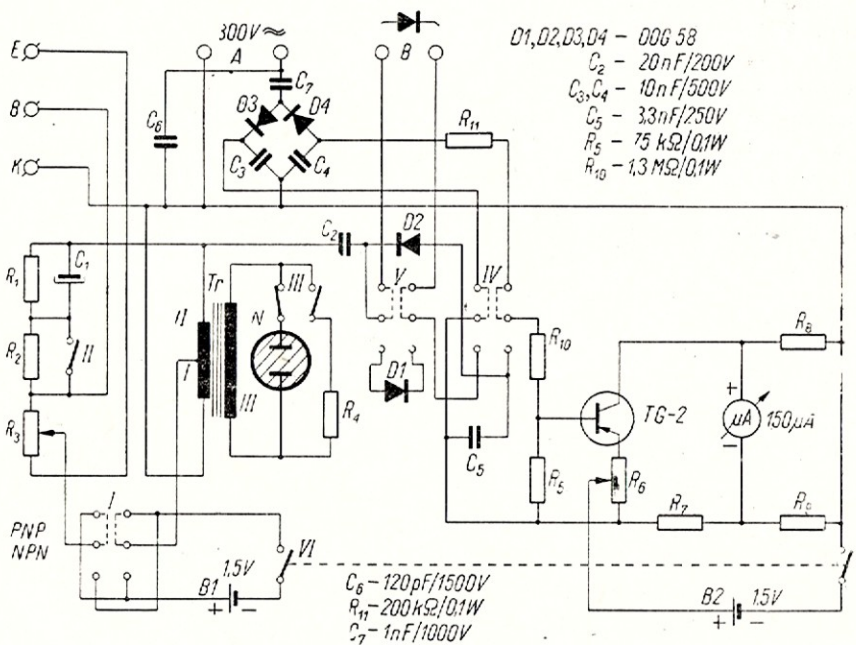 300V ≈
D1,D2,D3,D4 – DOG 58
C2 – 20nF/200V
C3,C4 – 10nF/500V
C5 – 3,3nF/250V
R5 – 75 kΩ/0,1W
R10 – 1,3 MΩ/0,1W
E
A
B
C7
D3
D4
B
C6
R11
C3
C4
K
C2
D2
R1
C1
Tr
III
V
IV
II
N
R10
R8
R2
II
I
III
D1
+
μA
150μA
TG-2
–
R3
R4
C5
R5
R6
R7
R9
I
PNP
NPN
VI
1,5V
B1
+
–
C6 – 120pF/1500V
R11 – 200kΩ/0,1W
C7 – 1nF/1000V
B2
1,5V
+
–